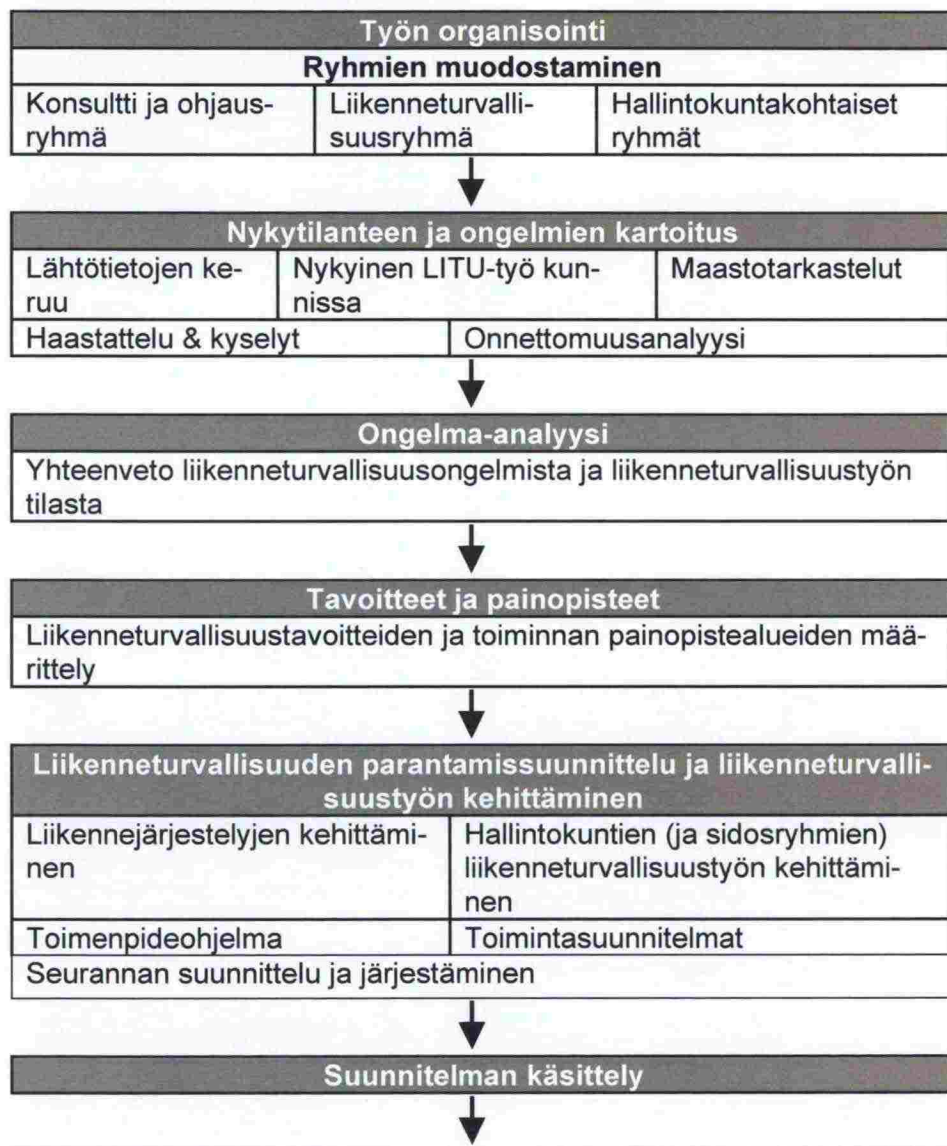 Työn organisointi
Ryhmien muodostaminen
Konsultti ja ohjaus-
ryhmä
Liikenneturvalli-
suusryhmä
Hallintokuntakohtaiset
ryhmät
Nykytilanteen ja ongelmien kartoitus
Lähtötietojen ke-
ruu
Nykyinen LITU-työ kun-
nissa
Maastotarkastelut
Haastattelu & kyselyt
Onnettomuusanalyysi
Ongelma-analyysi
Yhteenveto liikenneturvallisuusongelmista ja liikenneturvallisuustyön
tilasta
Tavoitteet ja painopisteet
Liikenneturvallisuustavoitteiden ja toiminnan painopistealueiden mää-
rittely
Liikenneturvallisuuden parantamissuunnittelu ja liikenneturvalli-
suustyön kehittäminen
Liikennejärjestelyjen kehittämi-
nen
Hallintokuntien (ja sidosryhmien)
liikenneturvallisuustyön kehittämi-
nen
Toimenpideohjelma
Toimintasuunnitelmat
Seurannan suunnittelu ja järjestäminen
Suunnitelman käsittely